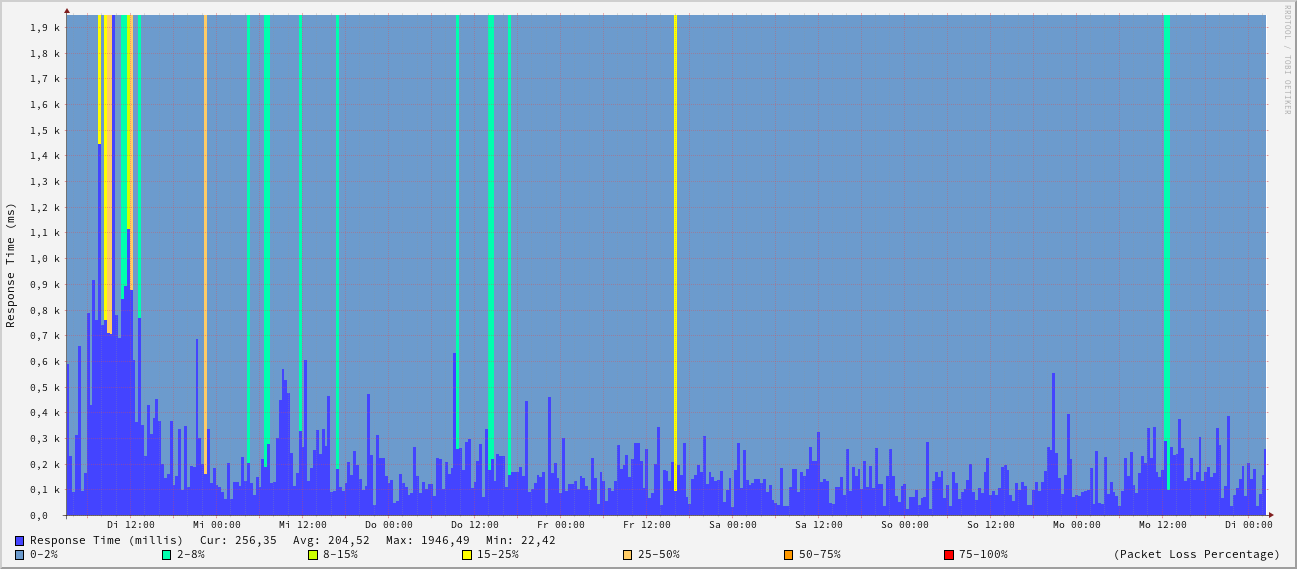 Response Time (ms)
1,9 k
1,8 k
1,7 k
1,6 k
1,5 k
1,4 k
1,3 k
1,2 k
1,1 k
1,0 k
0,9 k
0,8 k
0,7 k
0,6 k
0,5 k
0,4 k
0,3 k
0,2 k
0,1 k
0,0
RRDTOOL / TOBI OETIKER
Di 12:00 Mi 00:00 Mi 12:00 Do 00:00 Do 12:00 Fr 00:00 Fr 12:00 Sa 00:00 Sa 12:00 So 00:00 So 12:00 Mo 00:00 Mo 12:00 Di 00:00
Response Time (millis) Cur: 256,35 Avg: 204,52 Max: 1946,49 Min: 22,42
0-2% 2-8% 8-15% 15-25% 25-50% 50-75% 75-100% (Packet Loss Percentage)